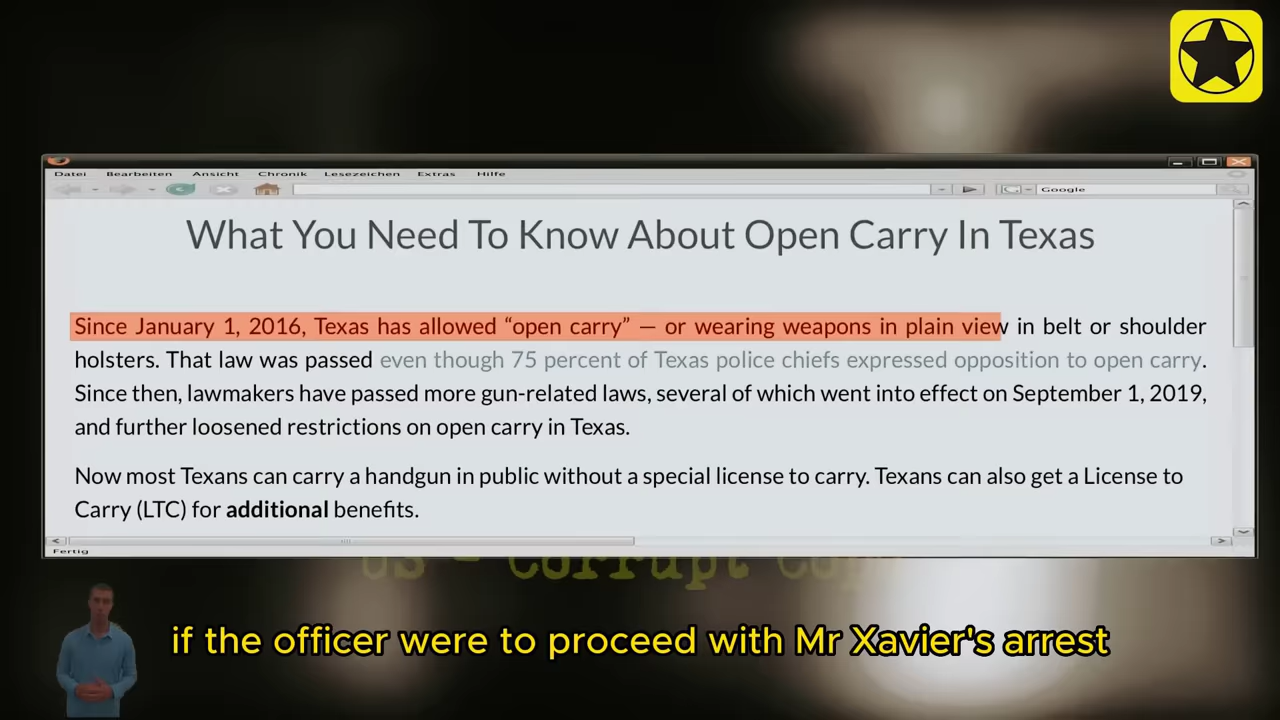 Datei Bearbeiten Ansicht Chronik Lesezeichen Extras Hilfe
Google
What You Need To Know About Open Carry In Texas
Since January 1, 2016, Texas has allowed “open carry” — or wearing weapons in plain view in belt or shoulder
holsters. That law was passed even though 75 percent of Texas police chiefs expressed opposition to open carry.
Since then, lawmakers have passed more gun-related laws, several of which went into effect on September 1, 2019,
and further loosened restrictions on open carry in Texas.
Now most Texans can carry a handgun in public without a special license to carry. Texans can also get a License to
Carry (LTC) for additional benefits.
Fertig
US - Corrupt
if the officer were to proceed with Mr Xavier's arrest